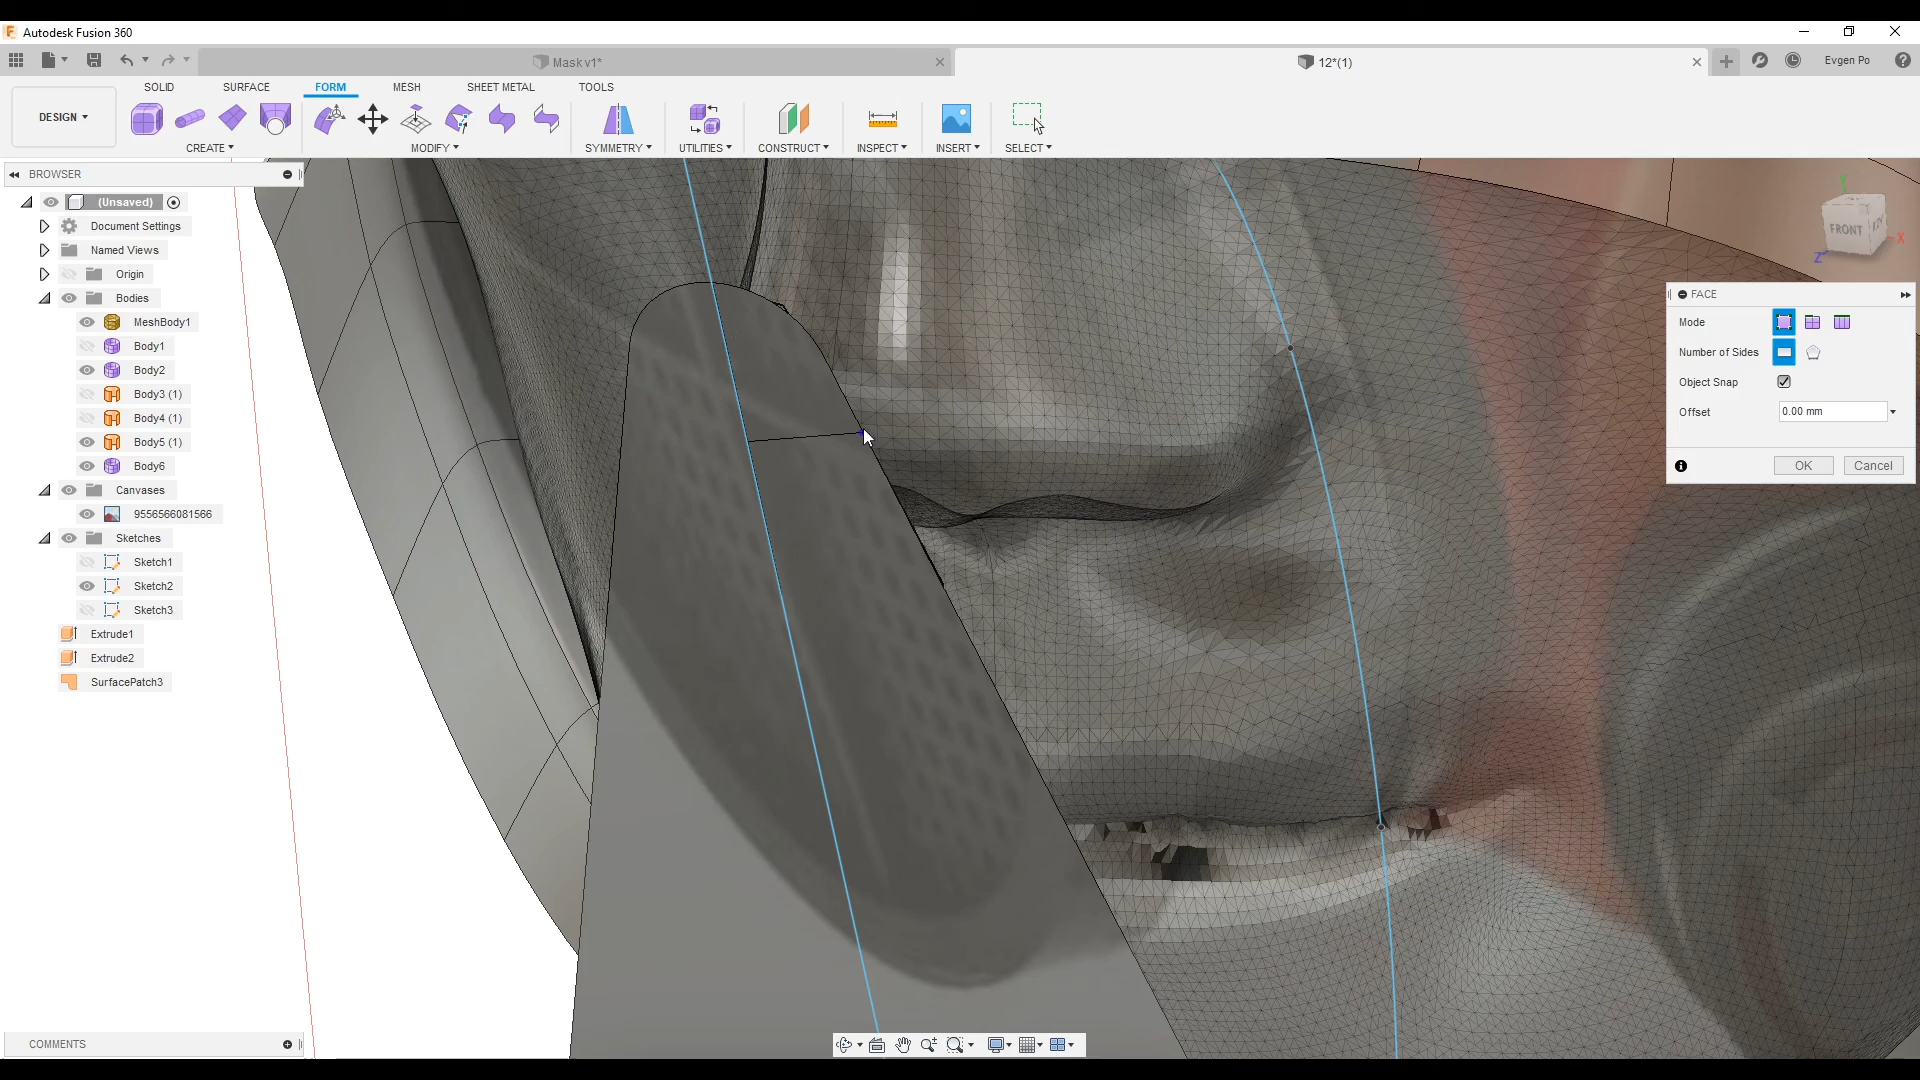 Autodesk Fusion 360
Mask v1*
12*(1)
Evgen Po
DESIGN
SOLID
SURFACE
FORM
MESH
SHEET METAL
TOOLS
CREATE
MODIFY
SYMMETRY
UTILITIES
CONSTRUCT
INSPECT
INSERT
SELECT
BROWSER
(Unsaved)
Document Settings
Named Views
Origin
Bodies
MeshBody1
Body1
Body2
Body3 (1)
Body4 (1)
Body5 (1)
Body6
Canvases
9556566081566
Sketches
Sketch1
Sketch2
Sketch3
Extrude1
Extrude2
SurfacePatch3
COMMENTS
Y
FRONT
X
Z
FACE
Mode
Number of Sides
Object Snap
Offset
0.00 mm
OK
Cancel